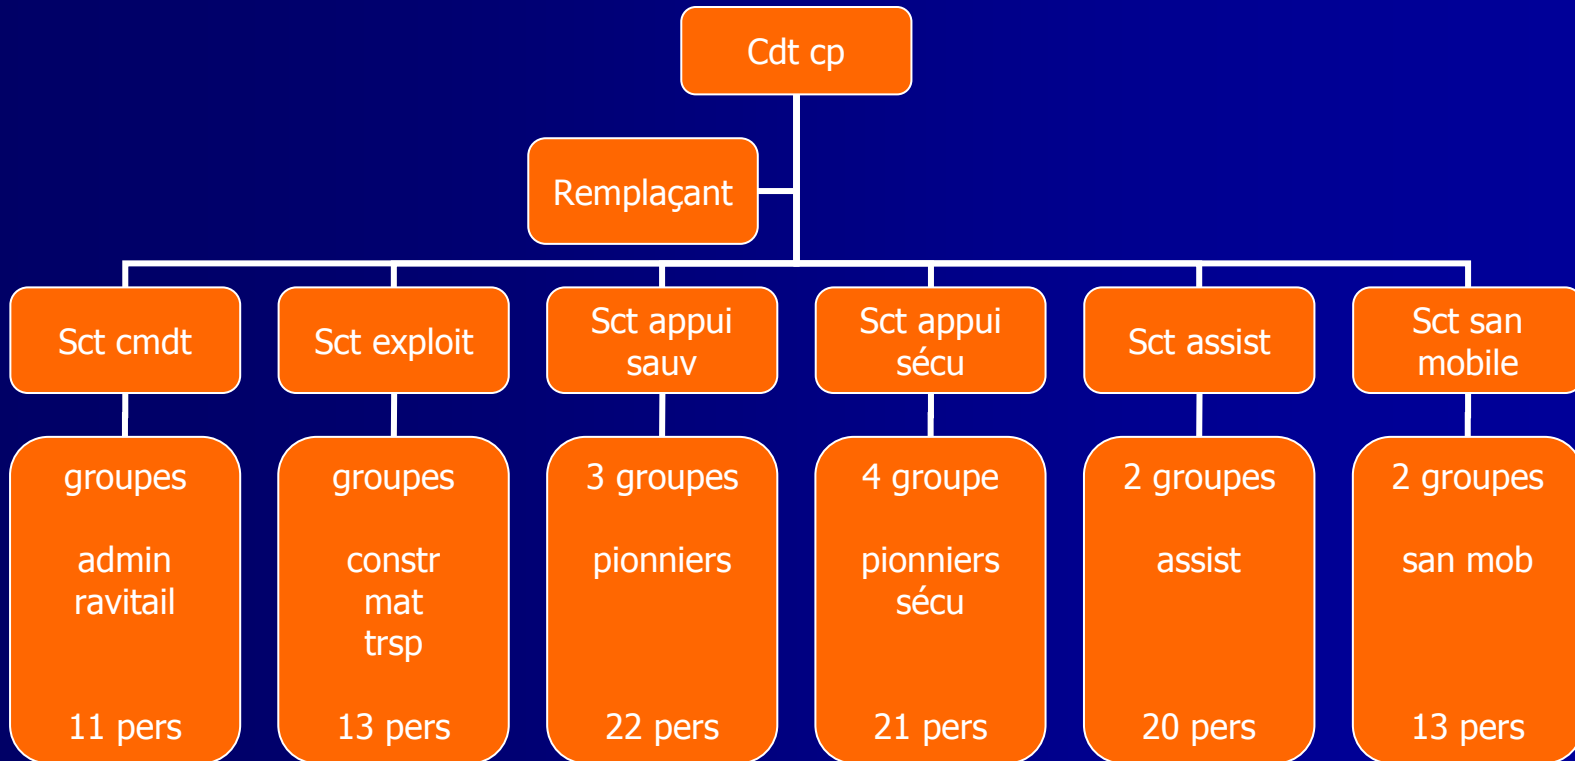 Cdt cp
Remplaçant
Sct cmdt
Sct exploit
Sct appui
sauv
Sct appui
sécu
Sct assist
Sct san
mobile
groupes
admin
ravitail
11 pers
groupes
constr
mat
trsp
13 pers
3 groupes
pionniers
22 pers
4 groupe
pionniers
sécu
21 pers
2 groupes
assist
20 pers
2 groupes
san mob
13 pers